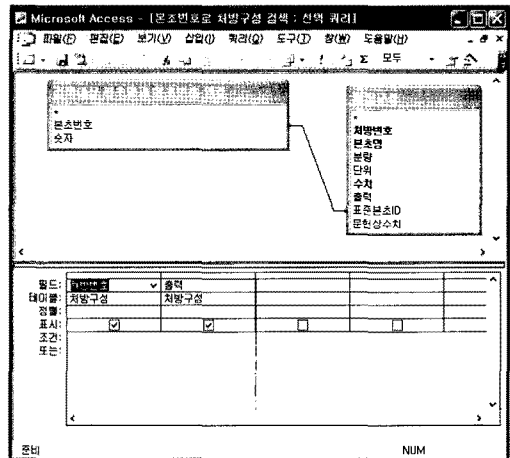 Microsoft Access - [본초번호로 처방구성 검색 : 선택 쿼리]
파일(F) 편집(E) 보기(V) 삽입(I) 쿼리(Q) 도구(T) 창(W) 도움말(H)
Σ 모두
*
본초번호
숫자
*
처방번호
본초명
분량
단위
수치
출력
표준본초ID
문헌상수치
필드: 처방번호 출력
테이블: 처방구성 처방구성
정렬:
표시:
조건:
또는:
준비 NUM